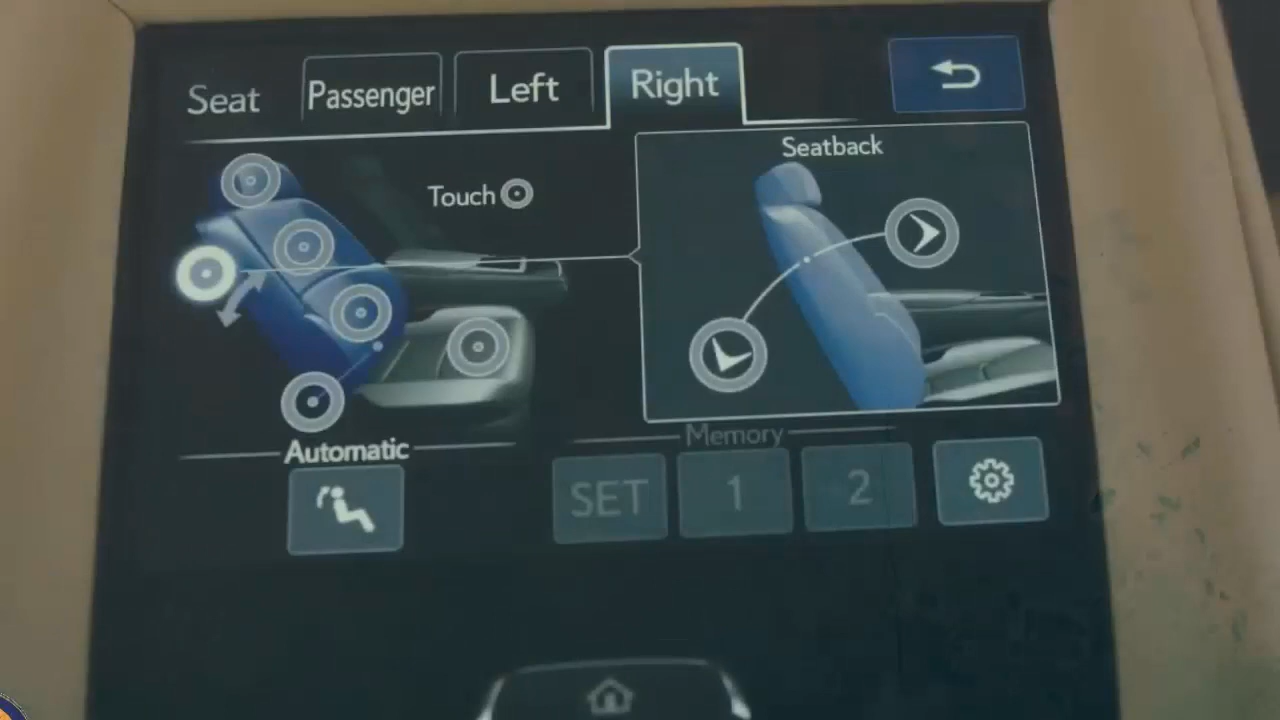 Seat
Passenger
Left
Right
Seatback
Touch
Automatic
Memory
SET
1
2